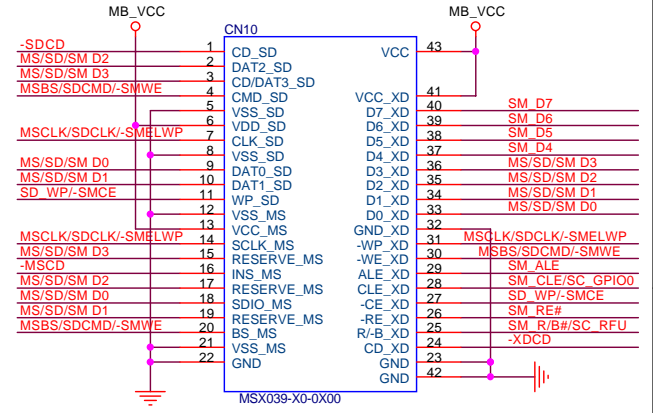 MB_VCC MB_VCC
CN10
-SDCD 1 CD_SD VCC 43
MS/SD/SM D2 2 DAT2_SD
MS/SD/SM D3 3 CD/DAT3_SD
MSBS/SDCMD/-SMWE 4 CMD_SD VCC_XD 41
5 VSS_SD D7_XD 40 SM_D7
6 VDD_SD D6_XD 39 SM_D6
MSCLK/SDCLK/-SMELWP 7 CLK_SD D5_XD 38 SM_D5
8 VSS_SD D4_XD 37 SM_D4
MS/SD/SM D0 9 DAT0_SD D3_XD 36 MS/SD/SM D3
MS/SD/SM D1 10 DAT1_SD D2_XD 35 MS/SD/SM D2
SD_WP/-SMCE 11 WP_SD D1_XD 34 MS/SD/SM D1
12 VSS_MS D0_XD 33 MS/SD/SM D0
13 VCC_MS GND_XD 32
MSCLK/SDCLK/-SMELWP 14 SCLK_MS -WP_XD 31 MSCLK/SDCLK/-SMELWP
MS/SD/SM D3 15 RESERVE_MS -WE_XD 30 MSBS/SDCMD/-SMWE
-MSCD 16 INS_MS ALE_XD 29 SM_ALE
MS/SD/SM D2 17 RESERVE_MS CLE_XD 28 SM_CLE/SC_GPIO0
MS/SD/SM D0 18 SDIO_MS -CE_XD 27 SD_WP/-SMCE
MS/SD/SM D1 19 RESERVE_MS -RE_XD 26 SM_RE#
MSBS/SDCMD/-SMWE 20 BS_MS R/-B_XD 25 SM_R/B#/SC_RFU
21 VSS_MS CD_XD 24 -XDCD
22 GND GND 23
GND 42
MSX039-X0-0X00